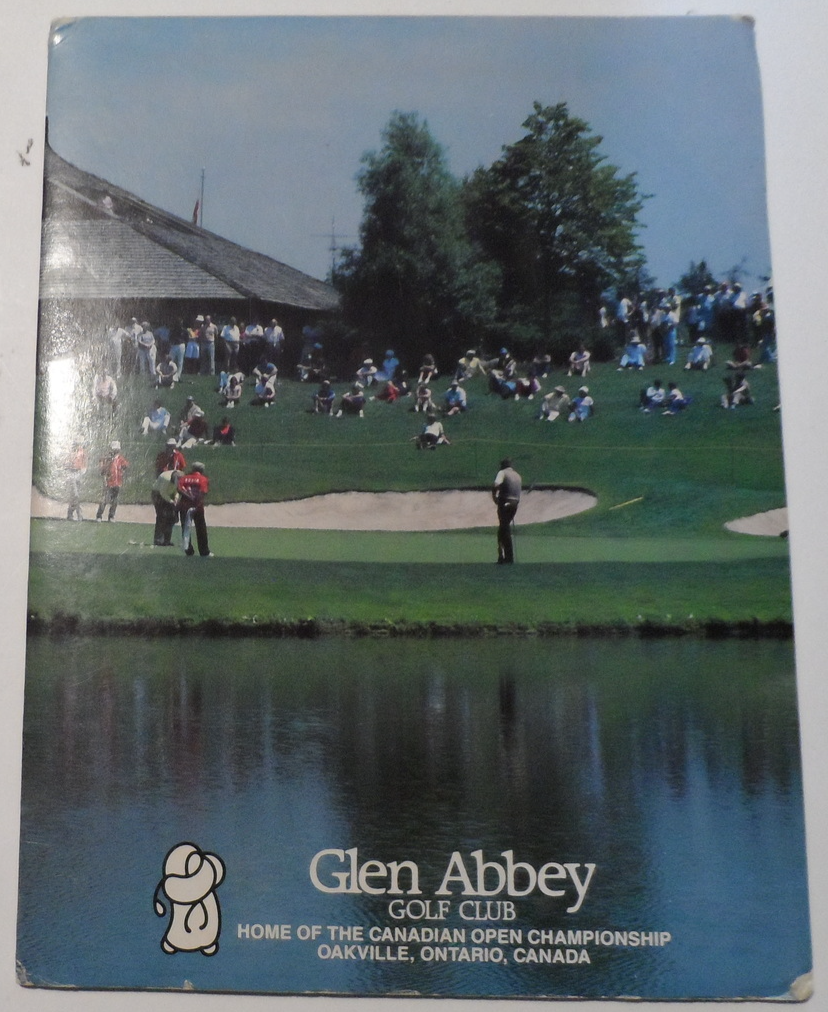 Glen Abbey
GOLF CLUB
HOME OF THE CANADIAN OPEN CHAMPIONSHIP
OAKVILLE, ONTARIO, CANADA